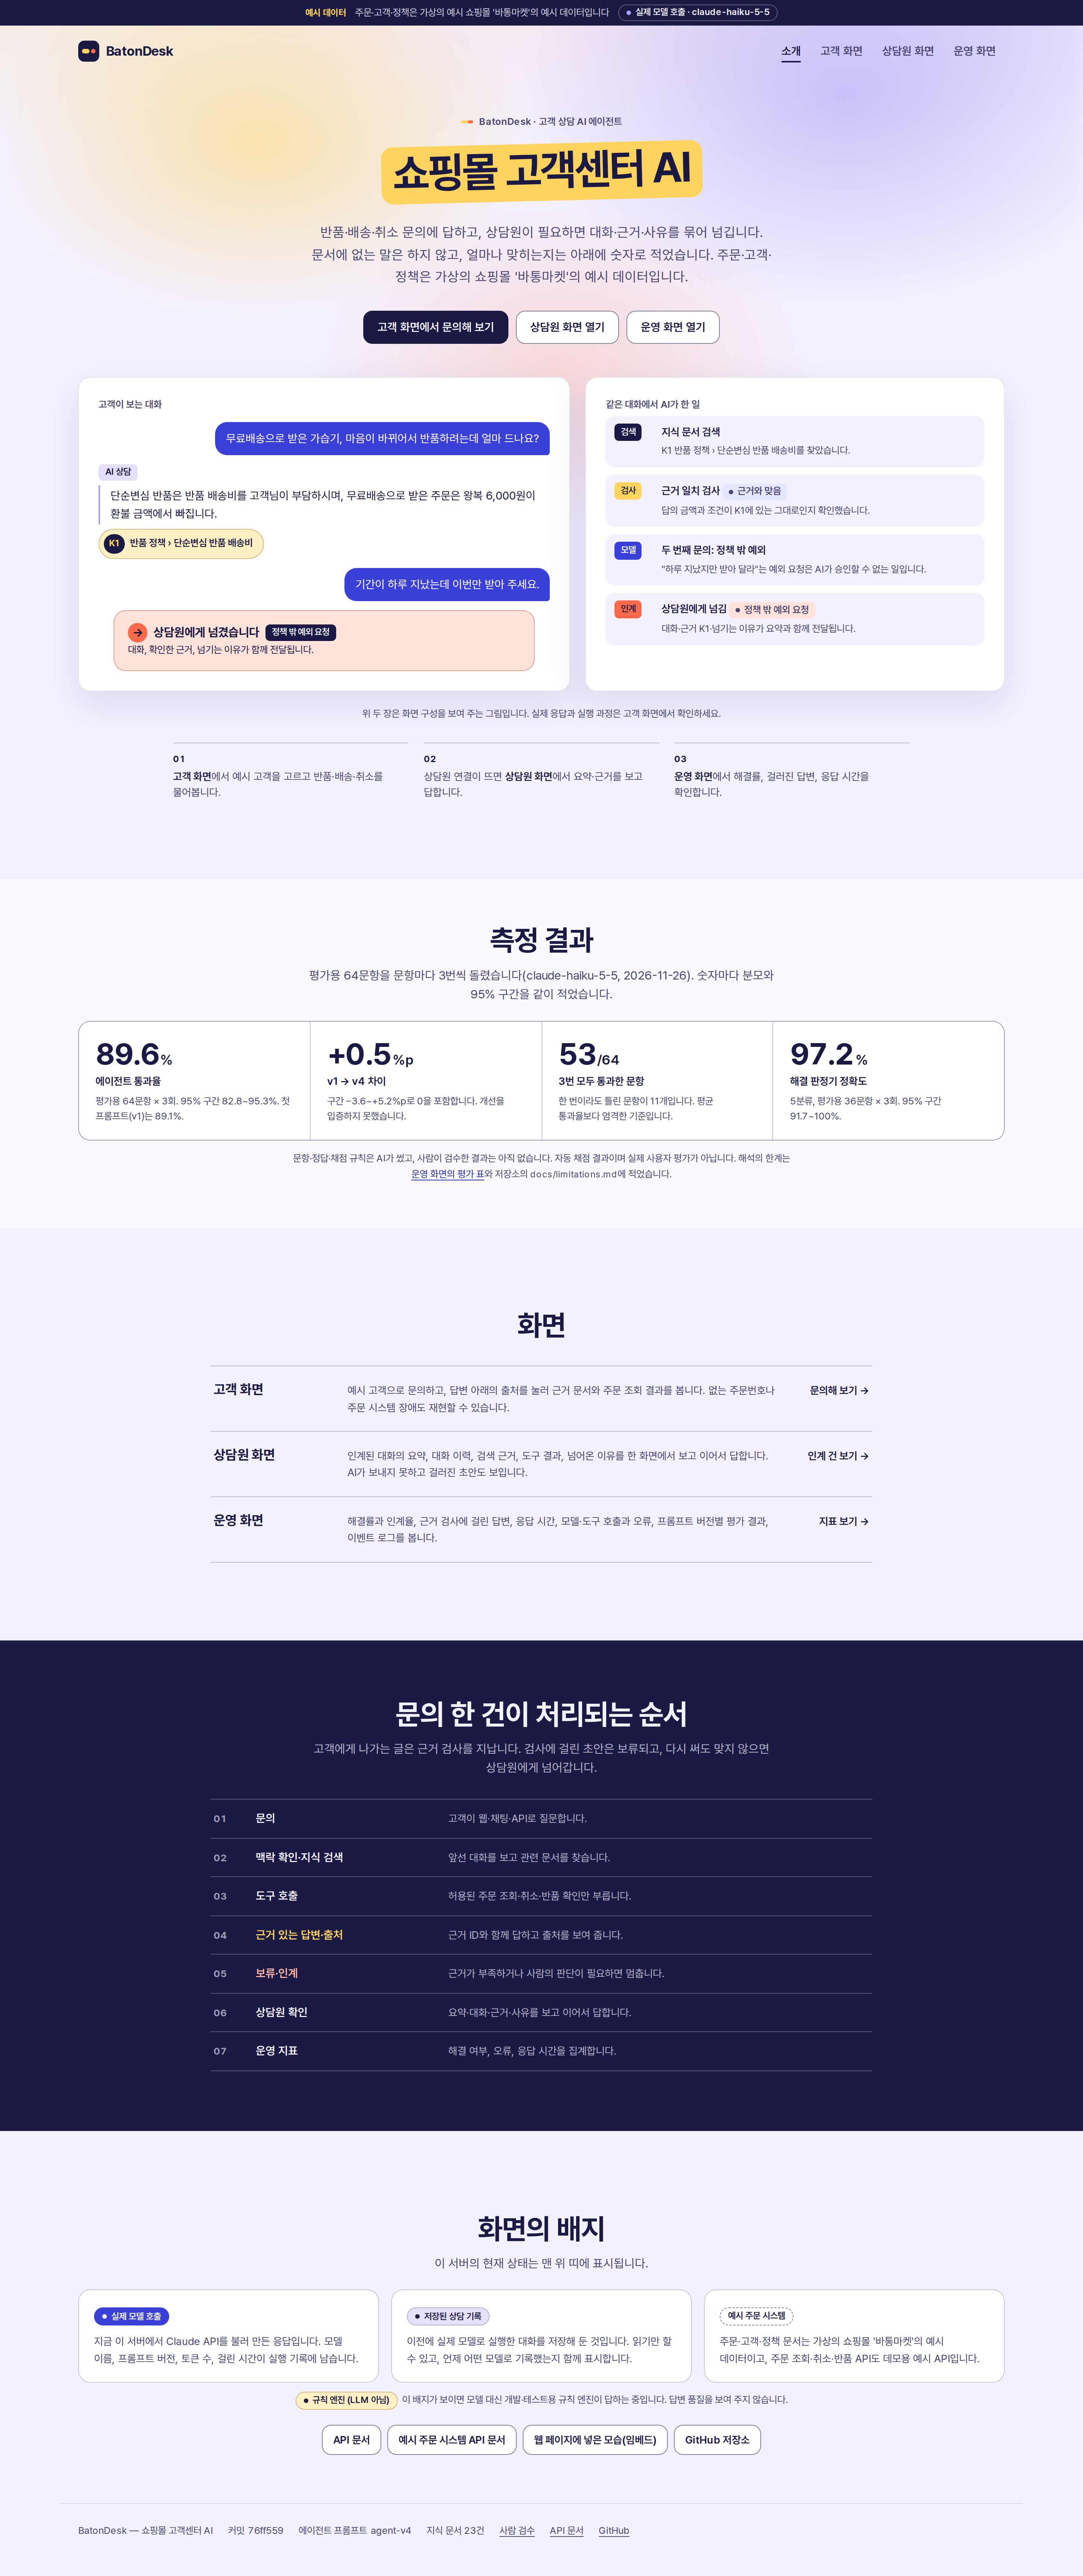 예시 데이터 주문·고객·정책은 가상의 예시 쇼핑몰 '바통마켓'의 예시 데이터입니다 실제 모델 호출 · claude-haiku-5-5
BatonDesk 소개 고객 화면 상담원 화면 운영 화면
BatonDesk · 고객 상담 AI 에이전트
쇼핑몰 고객센터 AI
반품·배송·취소 문의에 답하고, 상담원이 필요하면 대화·근거·사유를 묶어 넘깁니다.
문서에 없는 말은 하지 않고, 얼마나 맞히는지는 아래에 숫자로 적었습니다. 주문·고객·
정책은 가상의 쇼핑몰 '바통마켓'의 예시 데이터입니다.
고객 화면에서 문의해 보기 상담원 화면 열기 운영 화면 열기
고객이 보는 대화
무료배송으로 받은 가습기, 마음이 바뀌어서 반품하려는데 얼마 드나요?
AI 상담
단순변심 반품은 반품 배송비를 고객님이 부담하시며, 무료배송으로 받은 주문은 왕복 6,000원이
환불 금액에서 빠집니다.
K1 반품 정책 › 단순변심 반품 배송비
기간이 하루 지났는데 이번만 받아 주세요.
→ 상담원에게 넘겼습니다 정책 밖 예외 요청
대화, 확인한 근거, 넘기는 이유가 함께 전달됩니다.
같은 대화에서 AI가 한 일
검색 지식 문서 검색
K1 반품 정책 › 단순변심 반품 배송비를 찾았습니다.
검사 근거 일치 검사 근거와 맞음
답의 금액과 조건이 K1에 있는 그대로인지 확인했습니다.
모델 두 번째 문의: 정책 밖 예외
"하루 지났지만 받아 달라"는 예외 요청은 AI가 승인할 수 없는 일입니다.
인계 상담원에게 넘김 정책 밖 예외 요청
대화·근거 K1·넘기는 이유가 요약과 함께 전달됩니다.
위 두 장은 화면 구성을 보여 주는 그림입니다. 실제 응답과 실행 과정은 고객 화면에서 확인하세요.
01
고객 화면에서 예시 고객을 고르고 반품·배송·취소를
물어봅니다.
02
상담원 연결이 뜨면 상담원 화면에서 요약·근거를 보고
답합니다.
03
운영 화면에서 해결률, 걸러진 답변, 응답 시간을
확인합니다.
측정 결과
평가용 64문항을 문항마다 3번씩 돌렸습니다(claude-haiku-5-5, 2026-11-26). 숫자마다 분모와
95% 구간을 같이 적었습니다.
89.6%
에이전트 통과율
평가용 64문항 × 3회. 95% 구간 82.8~95.3%. 첫
프롬프트(v1)는 89.1%.
+0.5%p
v1 → v4 차이
구간 −3.6~+5.2%p로 0을 포함합니다. 개선을
입증하지 못했습니다.
53/64
3번 모두 통과한 문항
한 번이라도 틀린 문항이 11개입니다. 평균
통과율보다 엄격한 기준입니다.
97.2%
해결 판정기 정확도
5분류, 평가용 36문항 × 3회. 95% 구간
91.7~100%.
문항·정답·채점 규칙은 AI가 썼고, 사람이 검수한 결과는 아직 없습니다. 자동 채점 결과이며 실제 사용자 평가가 아닙니다. 해석의 한계는
운영 화면의 평가 표와 저장소의 docs/limitations.md에 적었습니다.
화면
고객 화면 예시 고객으로 문의하고, 답변 아래의 출처를 눌러 근거 문서와 주문 조회 결과를 봅니다. 없는 주문번호나 문의해 보기 →
주문 시스템 장애도 재현할 수 있습니다.
상담원 화면 인계된 대화의 요약, 대화 이력, 검색 근거, 도구 결과, 넘어온 이유를 한 화면에서 보고 이어서 답합니다. 인계 건 보기 →
AI가 보내지 못하고 걸러진 초안도 보입니다.
운영 화면 해결률과 인계율, 근거 검사에 걸린 답변, 응답 시간, 모델·도구 호출과 오류, 프롬프트 버전별 평가 결과, 지표 보기 →
이벤트 로그를 봅니다.
문의 한 건이 처리되는 순서
고객에게 나가는 글은 근거 검사를 지납니다. 검사에 걸린 초안은 보류되고, 다시 써도 맞지 않으면
상담원에게 넘어갑니다.
01 문의 고객이 웹·채팅·API로 질문합니다.
02 맥락 확인·지식 검색 앞선 대화를 보고 관련 문서를 찾습니다.
03 도구 호출 허용된 주문 조회·취소·반품 확인만 부릅니다.
04 근거 있는 답변·출처 근거 ID와 함께 답하고 출처를 보여 줍니다.
05 보류·인계 근거가 부족하거나 사람의 판단이 필요하면 멈춥니다.
06 상담원 확인 요약·대화·근거·사유를 보고 이어서 답합니다.
07 운영 지표 해결 여부, 오류, 응답 시간을 집계합니다.
화면의 배지
이 서버의 현재 상태는 맨 위 띠에 표시됩니다.
실제 모델 호출
지금 이 서버에서 Claude API를 불러 만든 응답입니다. 모델
이름, 프롬프트 버전, 토큰 수, 걸린 시간이 실행 기록에 남습니다.
저장된 상담 기록
이전에 실제 모델로 실행한 대화를 저장해 둔 것입니다. 읽기만 할
수 있고, 언제 어떤 모델로 기록했는지 함께 표시합니다.
예시 주문 시스템
주문·고객·정책 문서는 가상의 쇼핑몰 '바통마켓'의 예시
데이터이고, 주문 조회·취소·반품 API도 데모용 예시 API입니다.
규칙 엔진 (LLM 아님) 이 배지가 보이면 모델 대신 개발·테스트용 규칙 엔진이 답하는 중입니다. 답변 품질을 보여 주지 않습니다.
API 문서 예시 주문 시스템 API 문서 웹 페이지에 넣은 모습(임베드) GitHub 저장소
BatonDesk — 쇼핑몰 고객센터 AI 커밋 76ff559 에이전트 프롬프트 agent-v4 지식 문서 23건 사람 검수 API 문서 GitHub